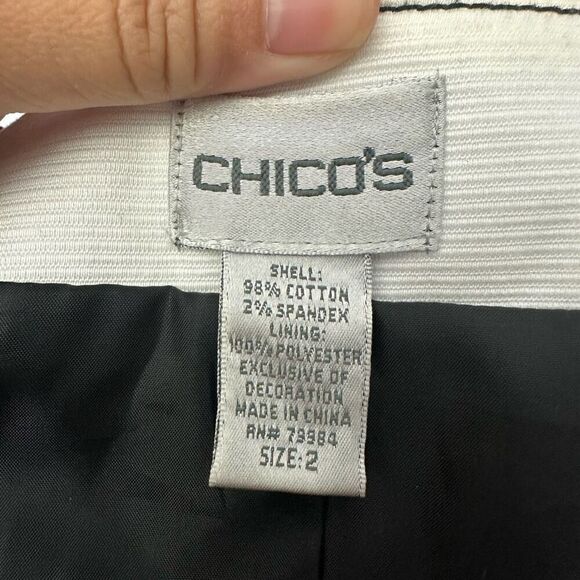 CHICO'S
SHELL:
98% COTTON
2% SPANDEX
LINING:
100% POLYESTER
EXCLUSIVE OF
DECORATION
MADE IN CHINA
RN# 79984
SIZE: 2